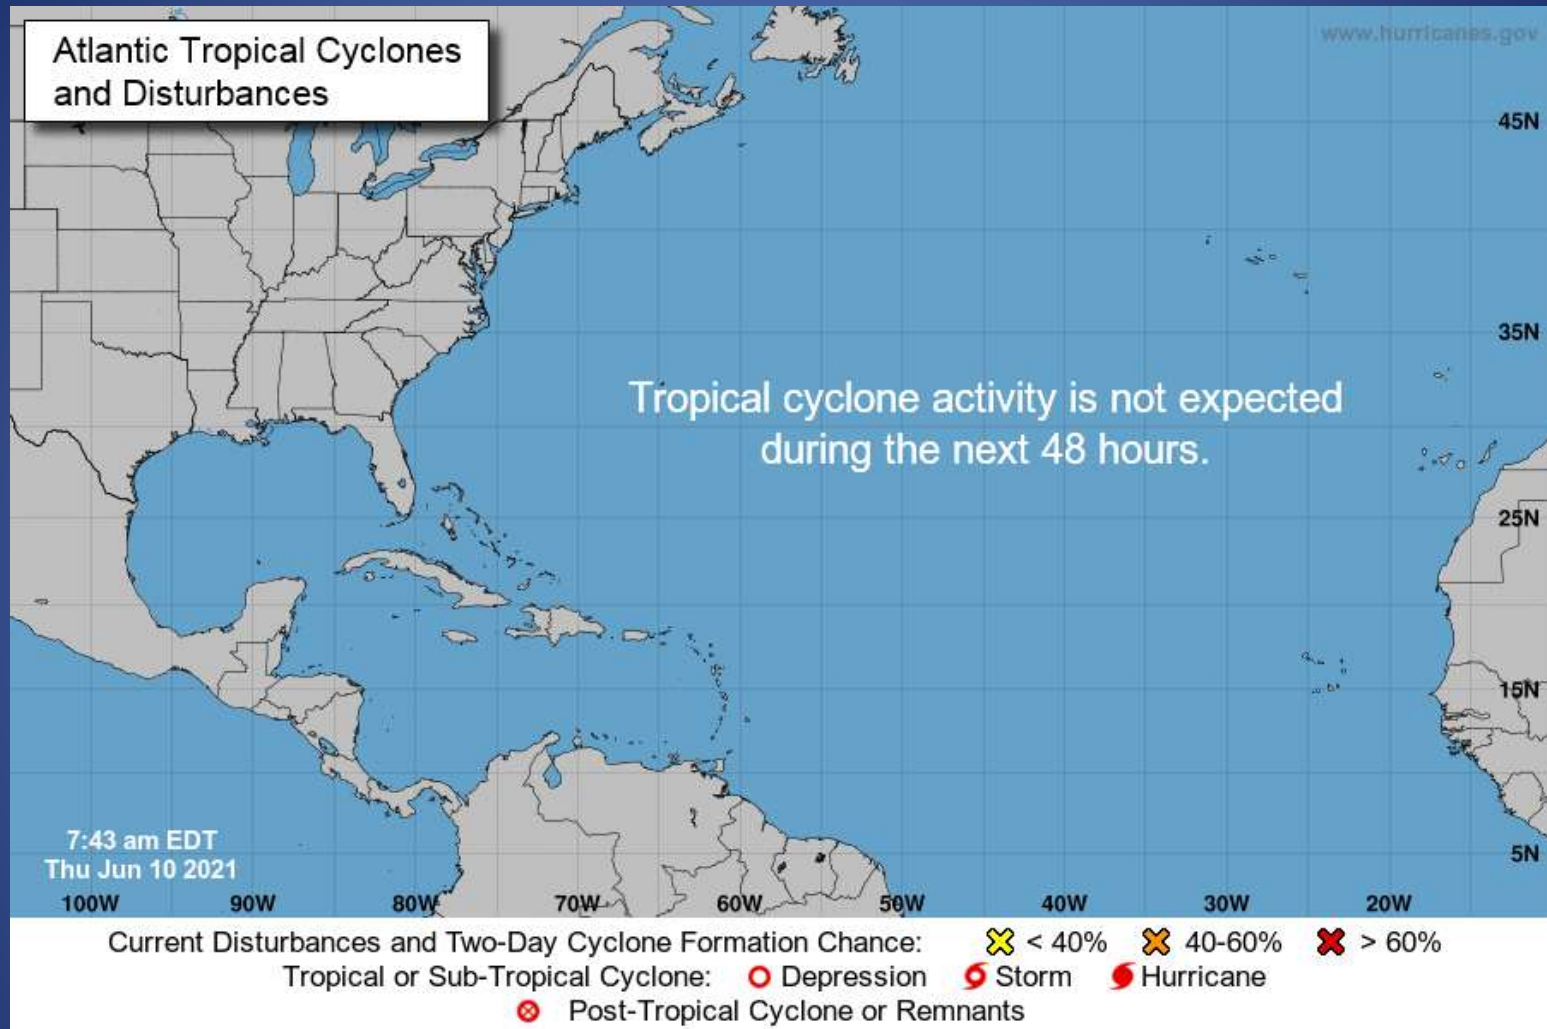 Atlantic Tropical Cyclones
and Disturbances
www.hurricanes.gov
45N
35N
Tropical cyclone activity is not expected
during the next 48 hours.
25N
15N
7:43 am EDT
Thu Jun 10 2021
5N
100W 90W 80W 70W 60W 50W 40W 30W 20W
Current Disturbances and Two-Day Cyclone Formation Chance: < 40% 40-60% > 60%
Tropical or Sub-Tropical Cyclone: Depression Storm Hurricane
Post-Tropical Cyclone or Remnants